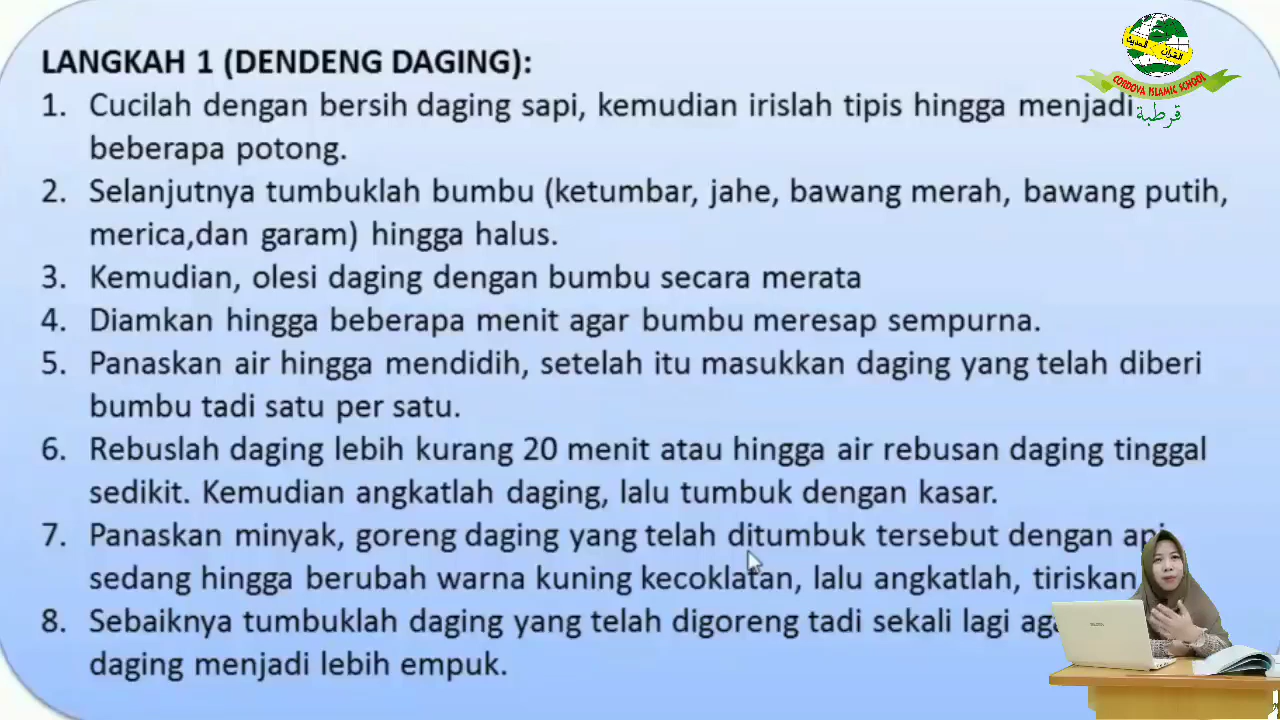 LANGKAH 1 (DENDENG DAGING):
1. Cucilah dengan bersih daging sapi, kemudian irislah tipis hingga menjadi
beberapa potong.
2. Selanjutnya tumbuklah bumbu (ketumbar, jahe, bawang merah, bawang putih,
merica,dan garam) hingga halus.
3. Kemudian, olesi daging dengan bumbu secara merata
4. Diamkan hingga beberapa menit agar bumbu meresap sempurna.
5. Panaskan air hingga mendidih, setelah itu masukkan daging yang telah diberi
bumbu tadi satu per satu.
6. Rebuslah daging lebih kurang 20 menit atau hingga air rebusan daging tinggal
sedikit. Kemudian angkatlah daging, lalu tumbuk dengan kasar.
7. Panaskan minyak, goreng daging yang telah ditumbuk tersebut dengan api
sedang hingga berubah warna kuning kecoklatan, lalu angkatlah, tiriskan
8. Sebaiknya tumbuklah daging yang telah digoreng tadi sekali lagi
daging menjadi lebih empuk.
CORDOVA ISLAMIC SCHOOL
قرطبة